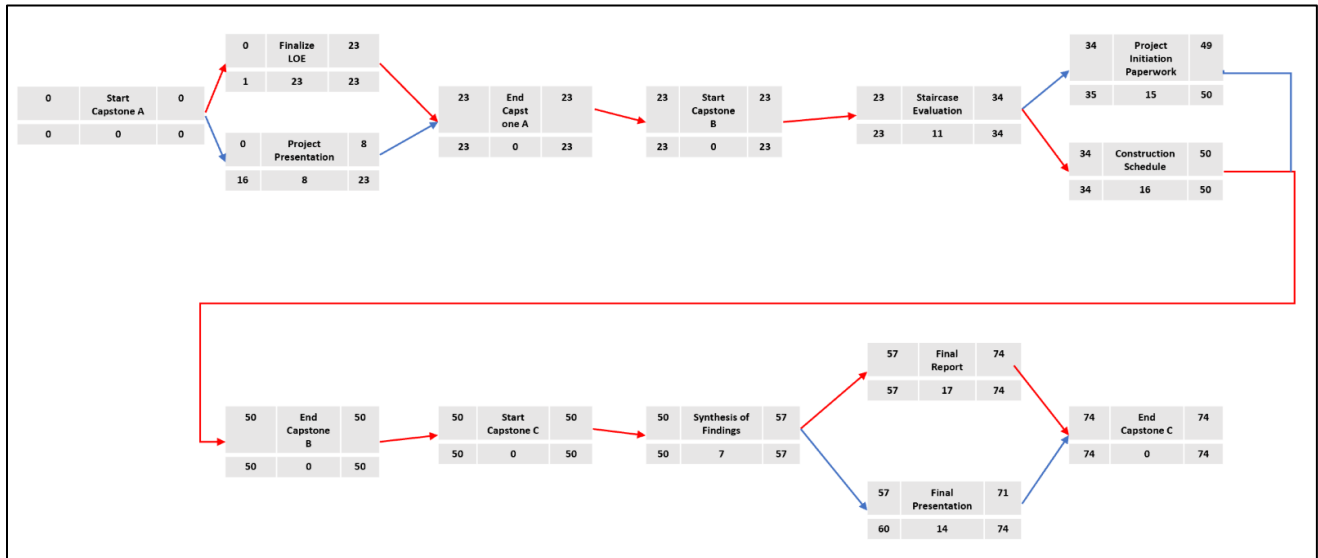 0 Start Capstone A 0
0 0 0
0 Finalize LOE 23
1 23 23
0 Project Presentation 8
16 8 23
23 End Capst one A 23
23 0 23
23 Start Capstone B 23
23 0 23
23 Staircase Evaluation 34
23 11 34
34 Project Initiation Paperwork 49
35 15 50
34 Construction Schedule 50
34 16 50
50 End Capstone B 50
50 0 50
50 Start Capstone C 50
50 0 50
50 Synthesis of Findings 57
50 7 57
57 Final Report 74
57 17 74
57 Final Presentation 71
60 14 74
74 End Capstone C 74
74 0 74